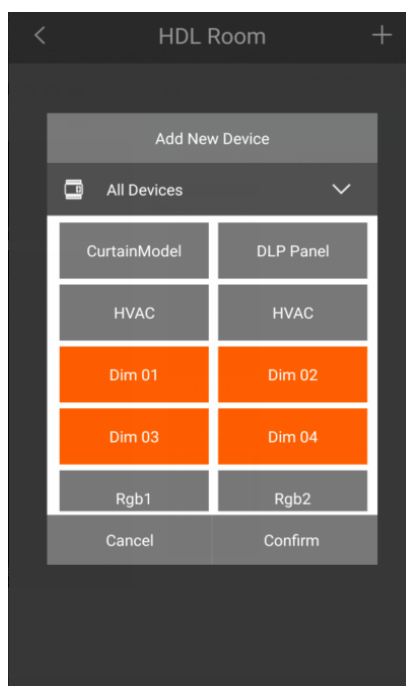 HDL Room
Add New Device
All Devices
CurtainModel DLP Panel
HVAC HVAC
Dim 01 Dim 02
Dim 03 Dim 04
Rgb1 Rgb2
Cancel Confirm